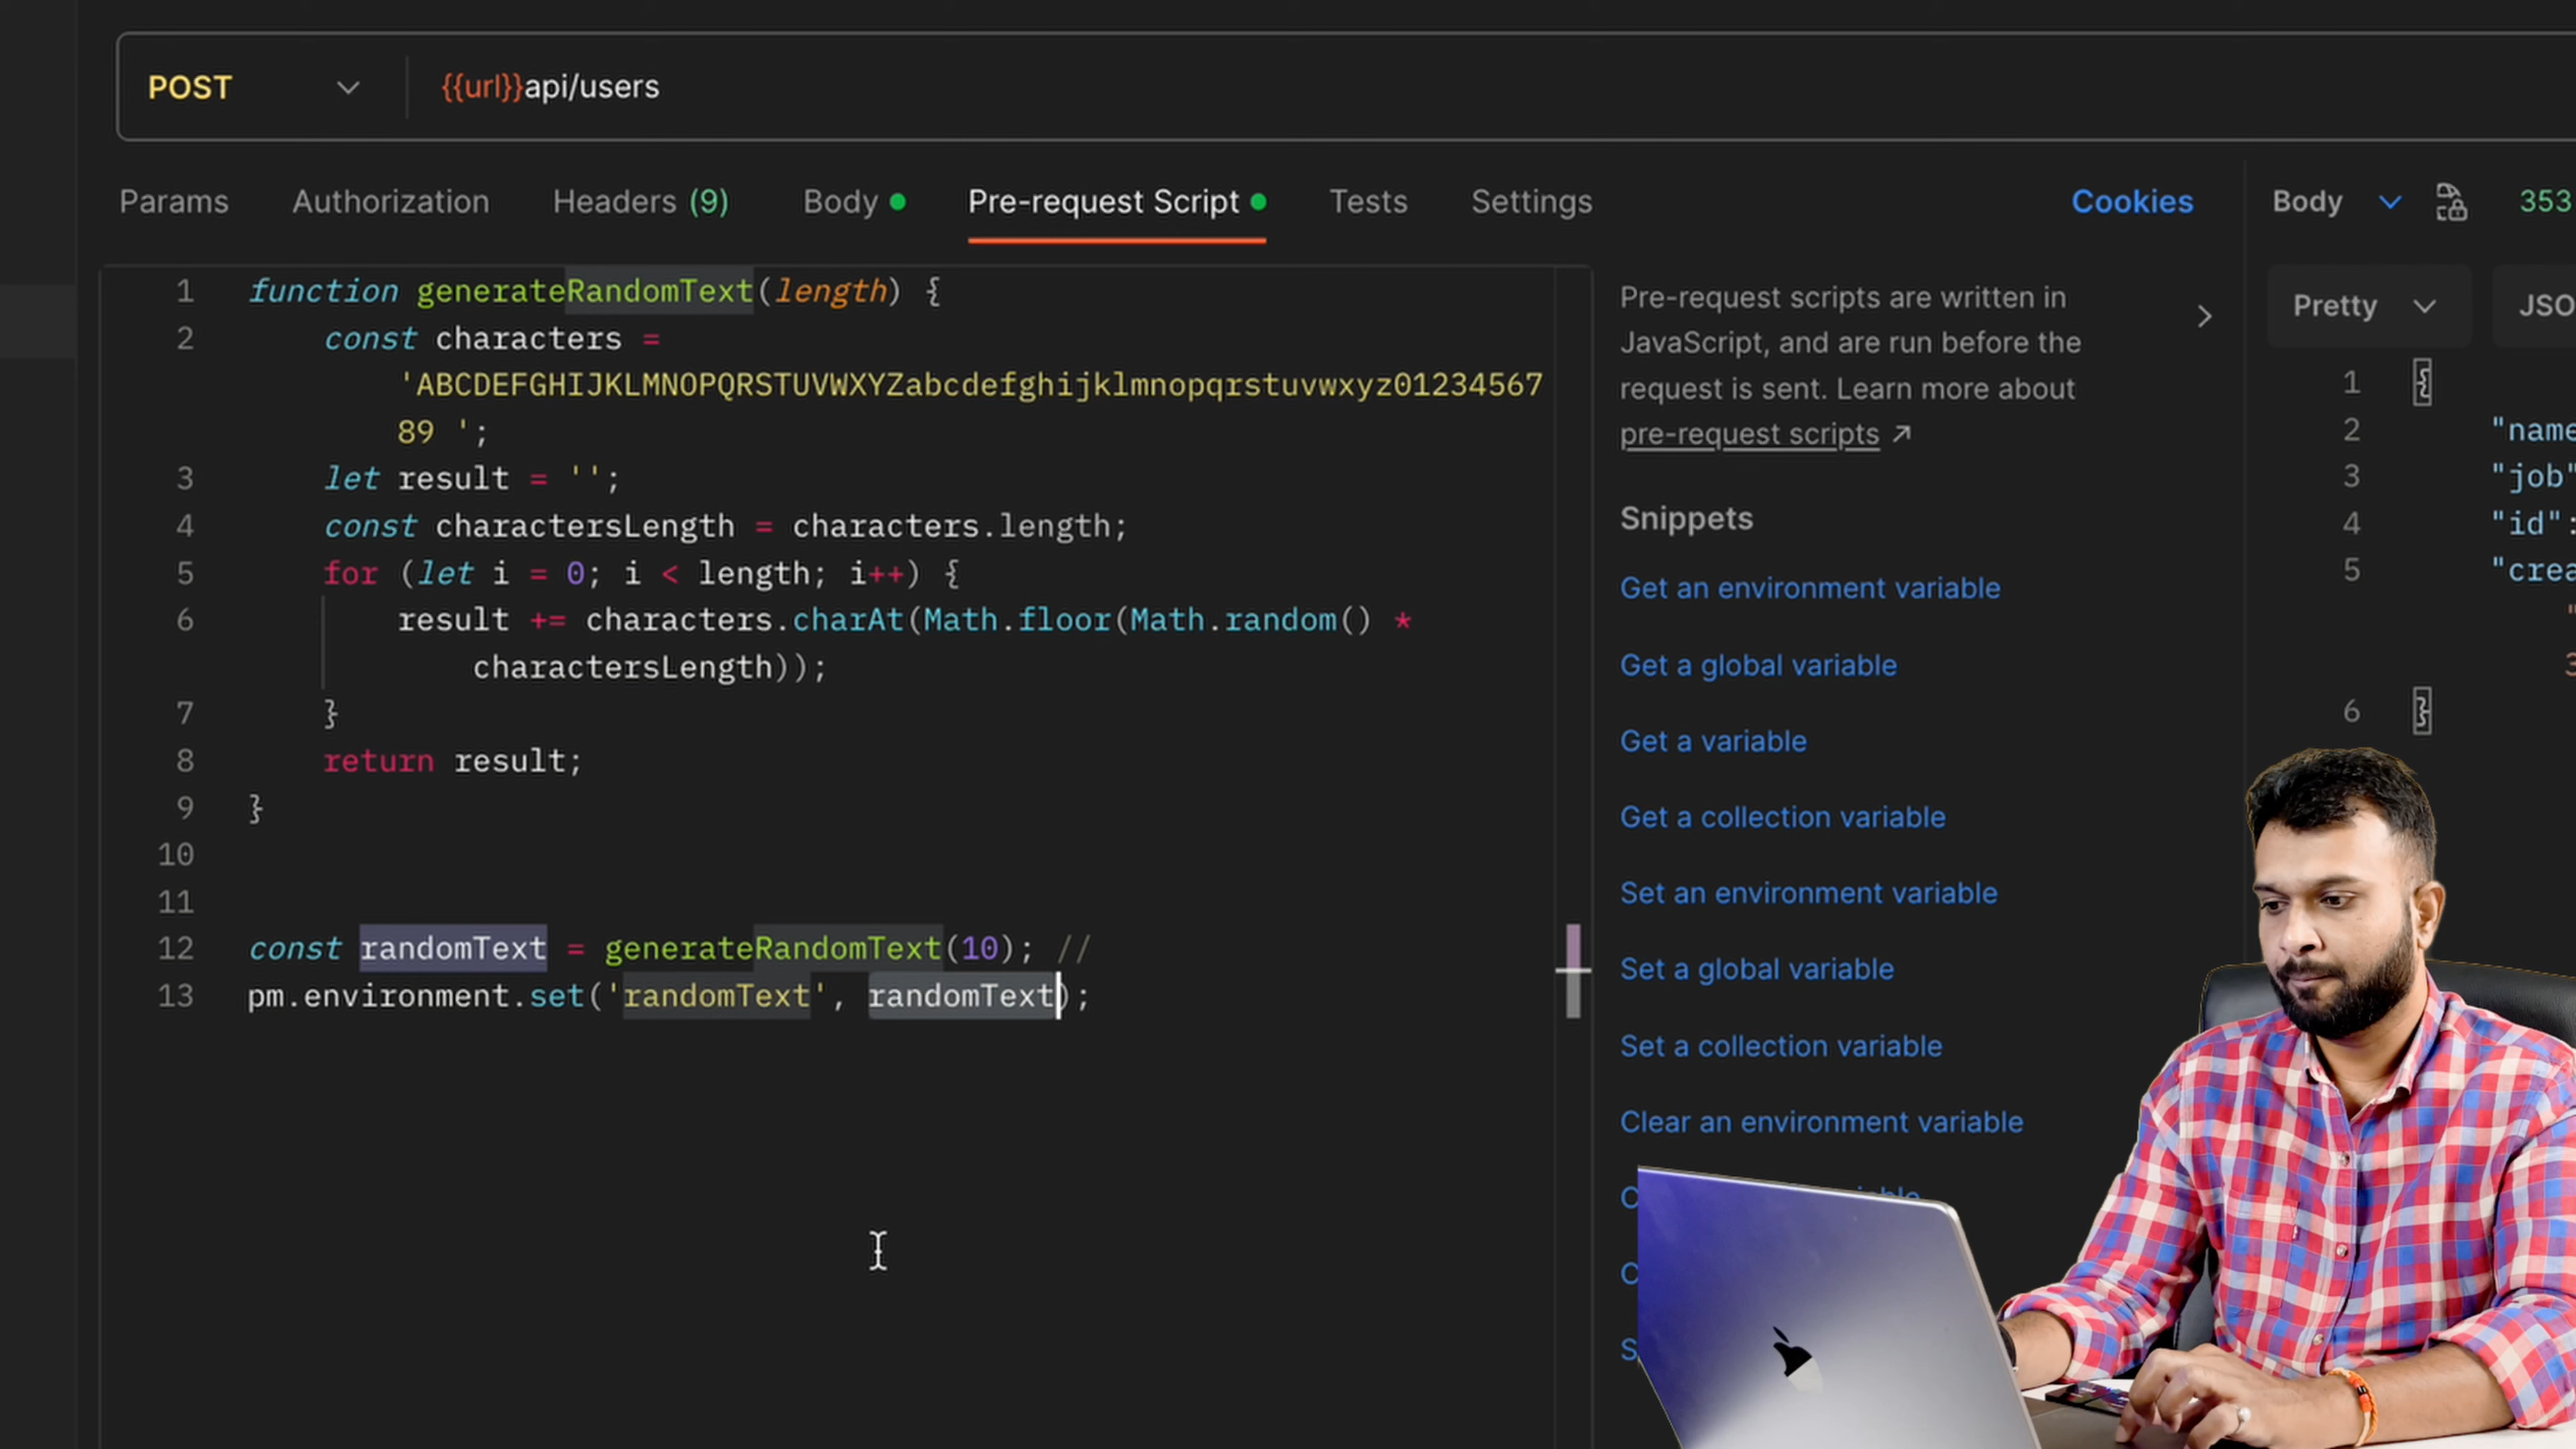 POST {{url}}api/users
Params Authorization Headers (9) Body Pre-request Script Tests Settings Cookies
1 function generateRandomText(length) {
2 const characters =
'ABCDEFGHIJKLMNOPQRSTUVWXYZabcdefghijklmnopqrstuvwxyz01234567
89 ';
3 let result = '';
4 const charactersLength = characters.length;
5 for (let i = 0; i < length; i++) {
6 result += characters.charAt(Math.floor(Math.random() *
charactersLength));
7 }
8 return result;
9 }
10
11
12 const randomText = generateRandomText(10); //
13 pm.environment.set('randomText', randomText);
Pre-request scripts are written in
JavaScript, and are run before the
request is sent. Learn more about
pre-request scripts ↗
Snippets
Get an environment variable
Get a global variable
Get a variable
Get a collection variable
Set an environment variable
Set a global variable
Set a collection variable
Clear an environment variable
Body 353
Pretty JSO
1 {
2 "name
3 "job"
4 "id":
5 "crea
"
3
6 }